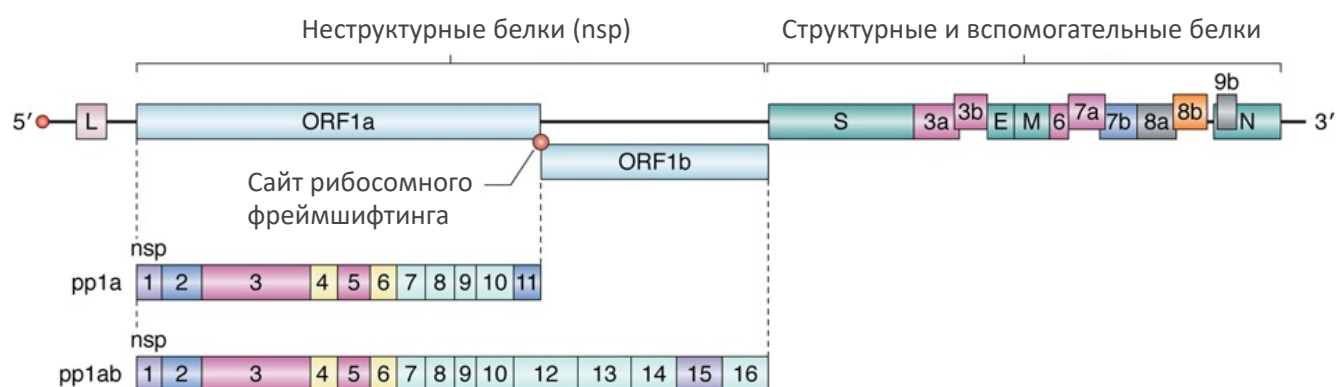 Неструктурные белки (nsp) Структурные и вспомогательные белки
9b
5′ L ORF1a S 3a 3b E M 6 7a 7b 8a 8b N 3′
ORF1b
Сайт рибосомного
фреймшифтинга
nsp
pp1a 1 2 3 4 5 6 7 8 9 10 11
nsp
pp1ab 1 2 3 4 5 6 7 8 9 10 12 13 14 15 16